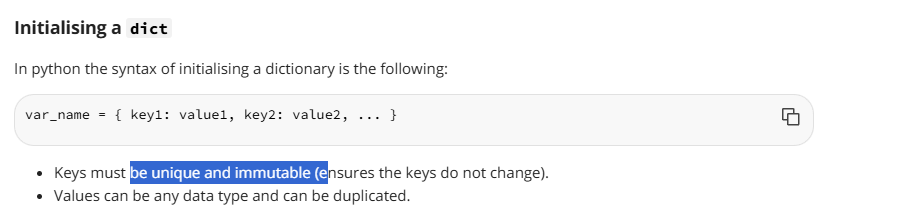 Initialising a dict
In python the syntax of initialising a dictionary is the following:
var_name = { key1: value1, key2: value2, ... }
Keys must be unique and immutable (ensures the keys do not change).
Values can be any data type and can be duplicated.